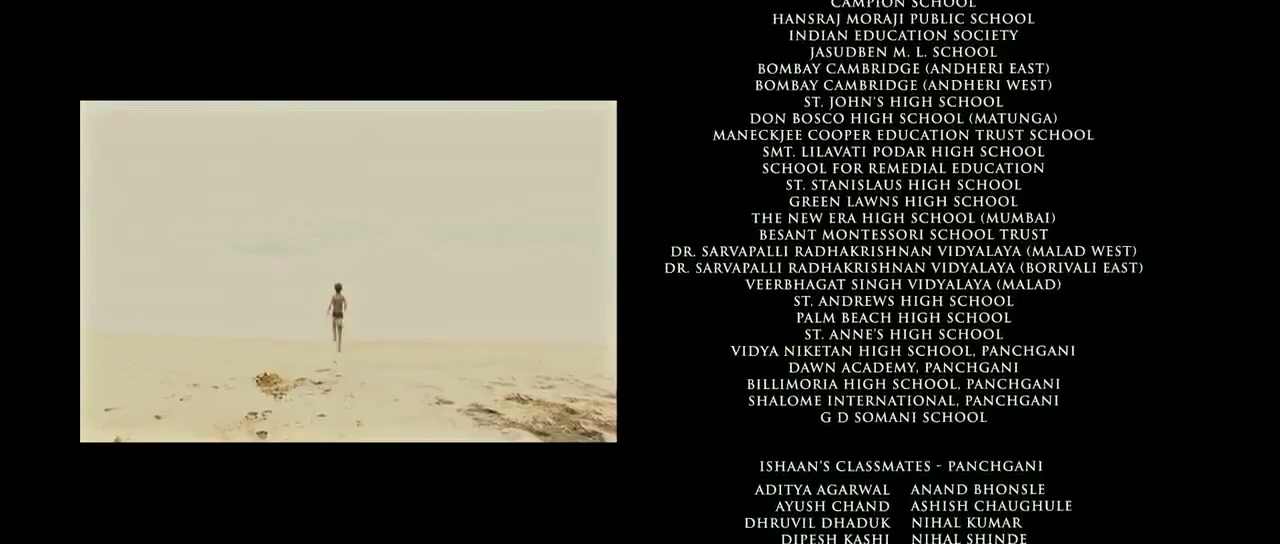 CAMPION SCHOOL
HANSRAJ MORAJI PUBLIC SCHOOL
INDIAN EDUCATION SOCIETY
JASUDBEN M. L. SCHOOL
BOMBAY CAMBRIDGE (ANDHERI EAST)
BOMBAY CAMBRIDGE (ANDHERI WEST)
ST. JOHN'S HIGH SCHOOL
DON BOSCO HIGH SCHOOL (MATUNGA)
MANECKJEE COOPER EDUCATION TRUST SCHOOL
SMT. LILAVATI PODAR HIGH SCHOOL
SCHOOL FOR REMEDIAL EDUCATION
ST. STANISLAUS HIGH SCHOOL
GREEN LAWNS HIGH SCHOOL
THE NEW ERA HIGH SCHOOL (MUMBAI)
BESANT MONTESSORI SCHOOL TRUST
DR. SARVAPALLI RADHAKRISHNAN VIDYALAYA (MALAD WEST)
DR. SARVAPALLI RADHAKRISHNAN VIDYALAYA (BORIVALI EAST)
VEERBHAGAT SINGH VIDYALAYA (MALAD)
ST. ANDREWS HIGH SCHOOL
PALM BEACH HIGH SCHOOL
ST. ANNE'S HIGH SCHOOL
VIDYA NIKETAN HIGH SCHOOL, PANCHGANI
DAWN ACADEMY, PANCHGANI
BILLIMORIA HIGH SCHOOL, PANCHGANI
SHALOME INTERNATIONAL, PANCHGANI
G D SOMANI SCHOOL
ISHAAN'S CLASSMATES - PANCHGANI
ADITYA AGARWAL ANAND BHONSLE
AYUSH CHAND ASHISH CHAUGHULE
DHRUVIL DHADUK NIHAL KUMAR
DIPESH KASHI NIHAL SHINDE